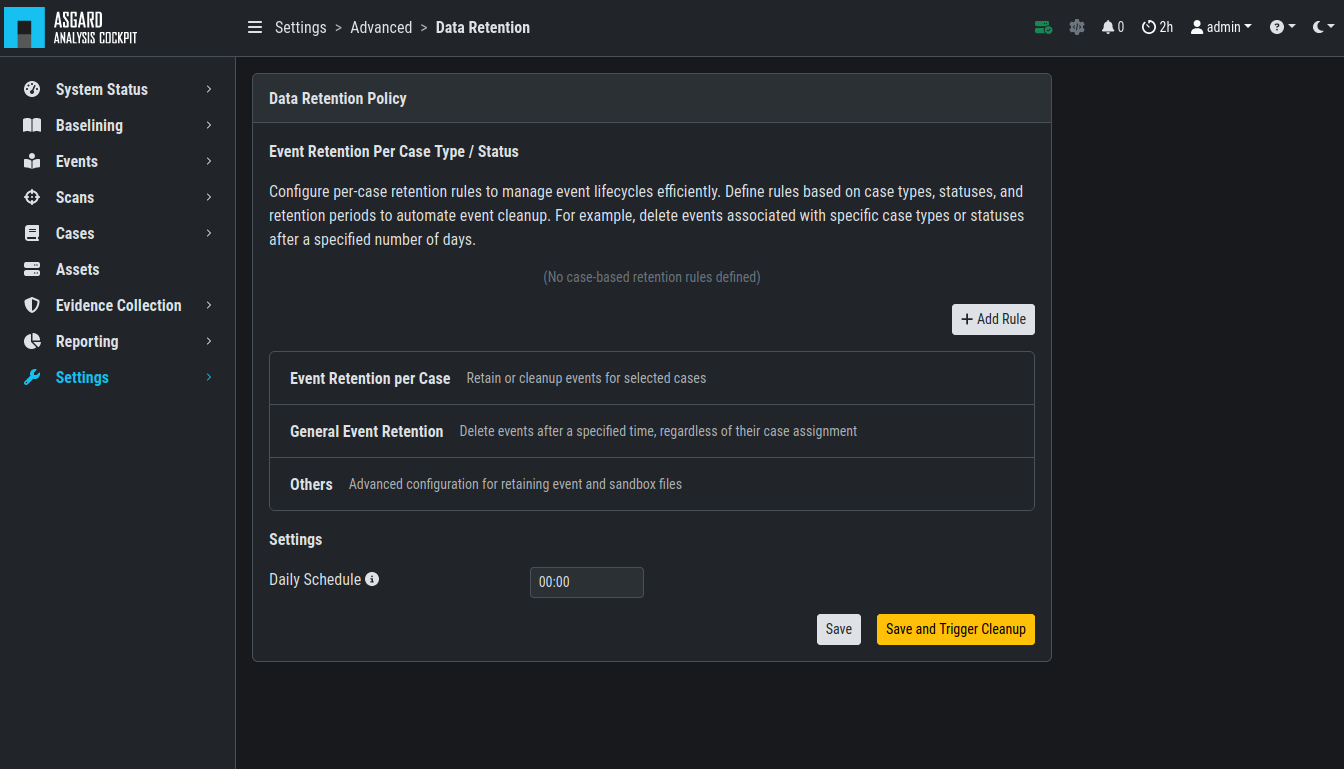 ASGARD
ANALYSIS COCKPIT
Settings > Advanced > Data Retention
0
2h
admin
System Status
Baselining
Events
Scans
Cases
Assets
Evidence Collection
Reporting
Settings
Data Retention Policy
Event Retention Per Case Type / Status
Configure per-case retention rules to manage event lifecycles efficiently. Define rules based on case types, statuses, and
retention periods to automate event cleanup. For example, delete events associated with specific case types or statuses
after a specified number of days.
(No case-based retention rules defined)
+ Add Rule
Event Retention per Case Retain or cleanup events for selected cases
General Event Retention Delete events after a specified time, regardless of their case assignment
Others Advanced configuration for retaining event and sandbox files
Settings
Daily Schedule
00:00
Save
Save and Trigger Cleanup